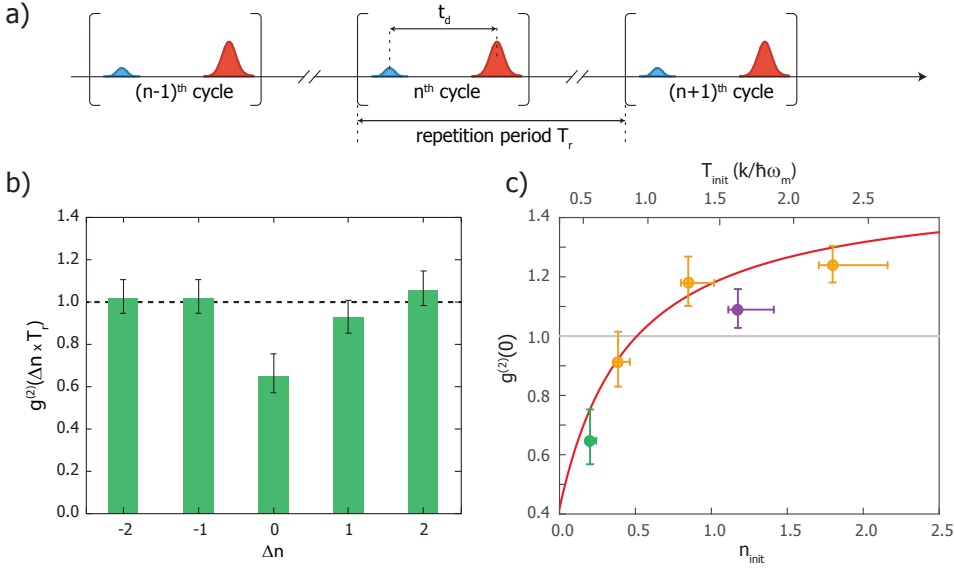 a)
t_d
(n-1)th cycle
nth cycle
(n+1)th cycle
repetition period T_r
b)
g(2)(Δn x T_r)
1.4
1.2
1.0
0.8
0.6
0.4
0.2
0.0
-2 -1 0 1 2
Δn
c)
T_init (k/ħω_m)
0.5 1.0 1.5 2.0 2.5
g(2)(0)
1.4
1.2
1.0
0.8
0.6
0.4
0.0 0.5 1.0 1.5 2.0 2.5
n_init